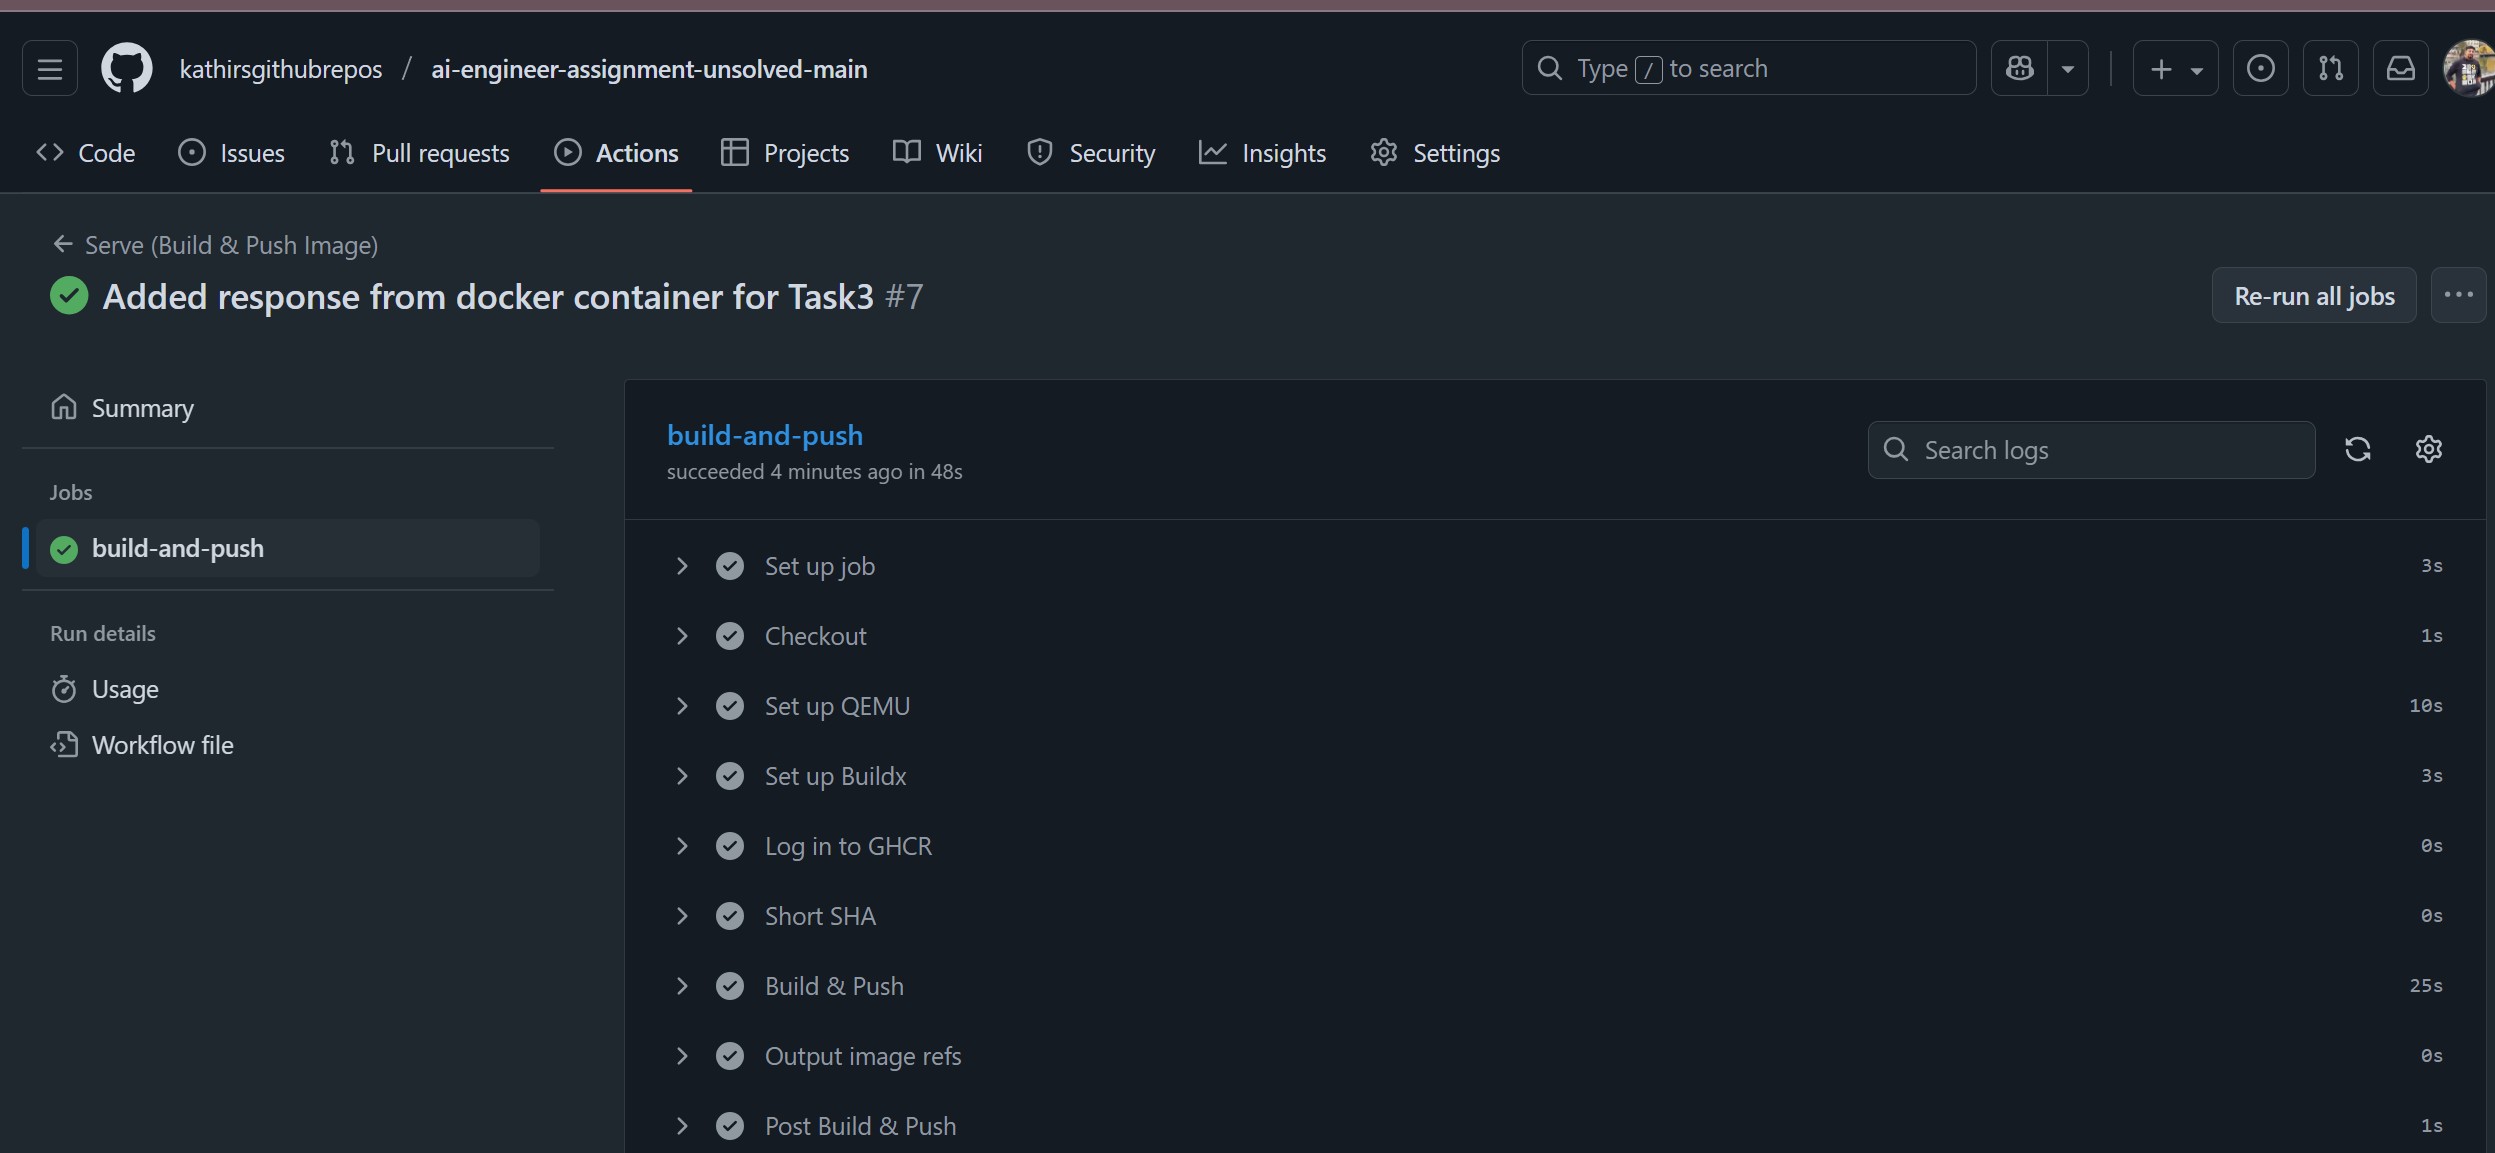 kathirsgithubrepos / ai-engineer-assignment-unsolved-main
Type / to search
Code
Issues
Pull requests
Actions
Projects
Wiki
Security
Insights
Settings
Serve (Build & Push Image)
Added response from docker container for Task3 #7
Re-run all jobs
Summary
Jobs
build-and-push
Run details
Usage
Workflow file
build-and-push
succeeded 4 minutes ago in 48s
Search logs
Set up job 3s
Checkout 1s
Set up QEMU 10s
Set up Buildx 3s
Log in to GHCR 0s
Short SHA 0s
Build & Push 25s
Output image refs 0s
Post Build & Push 1s